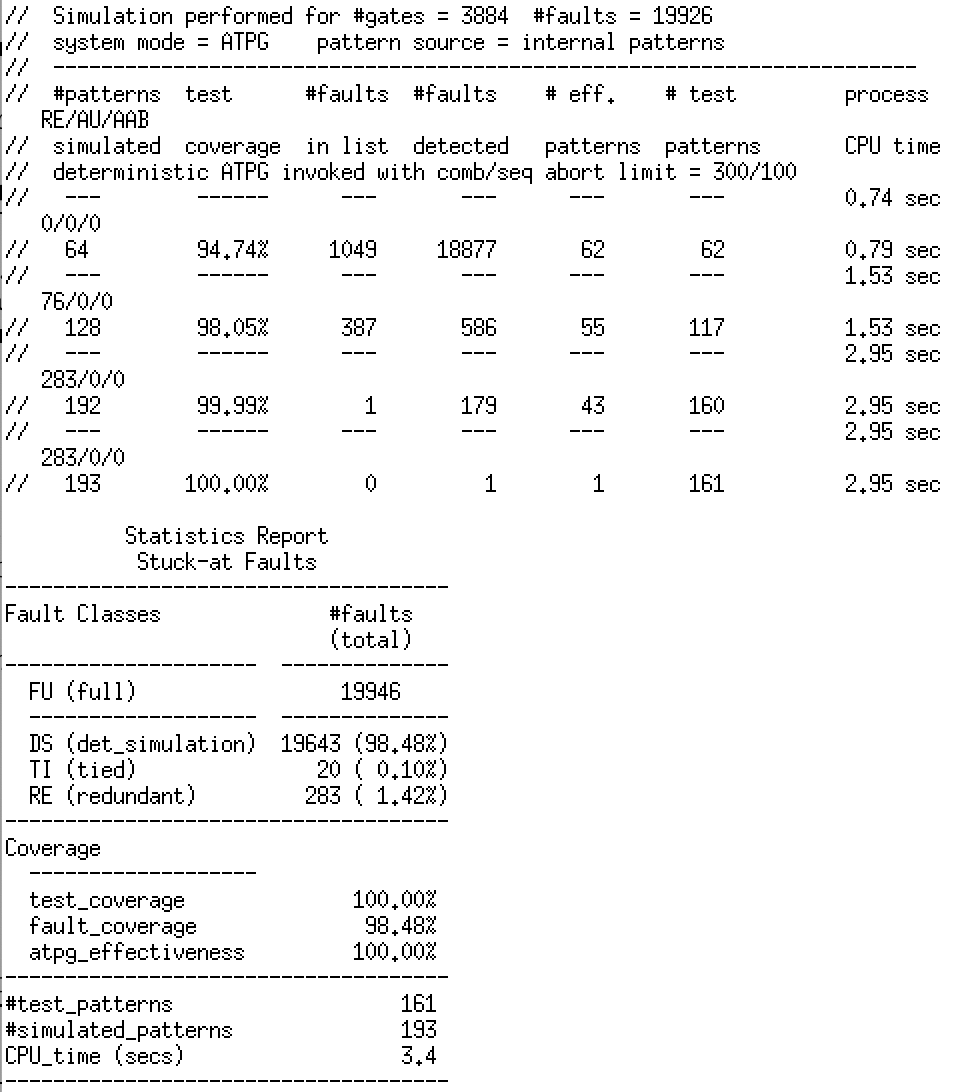 //  Simulation performed for #gates = 3884  #faults = 19926
//  system mode = ATPG    pattern source = internal patterns
//  ------------------------------------------------------------------------
//  #patterns  test      #faults  #faults    # eff.    # test         process
   RE/AU/AAB
//  simulated  coverage  in list  detected   patterns  patterns       CPU time
//  deterministic ATPG invoked with comb/seq abort limit = 300/100
//   ---        ------    ---       ---      ---       ---          0.74 sec
   0/0/0
//   64         94.74%    1049     18877       62        62          0.79 sec
//   ---        ------    ---       ---      ---       ---          1.53 sec
   76/0/0
//   128        98.05%     387       586       55       117          1.53 sec
//   ---        ------    ---       ---      ---       ---          2.95 sec
   283/0/0
//   192        99.99%       1       179       43       160          2.95 sec
//   ---        ------    ---       ---      ---       ---          2.95 sec
   283/0/0
//   193       100.00%       0         1        1       161          2.95 sec
          Statistics Report
           Stuck-at Faults
-------------------------------------
Fault Classes              #faults
                           (total)
---------------------  --------------
  FU (full)                 19946
  -------------------  --------------
  DS (det_simulation)  19643 (98.48%)
  TI (tied)               20 ( 0.10%)
  RE (redundant)         283 ( 1.42%)
-------------------------------------
Coverage
  -------------------
  test_coverage              100.00%
  fault_coverage              98.48%
  atpg_effectiveness         100.00%
-------------------------------------
#test_patterns                   161
#simulated_patterns              193
CPU_time (secs)                  3.4
-------------------------------------